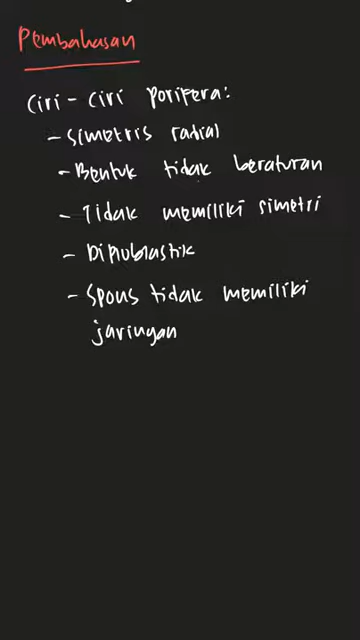 Pembahasan
Ciri - Ciri Porifera:
- Simetris radial
- Bentuk tidak beraturan
- Tidak memiliki simetri
- Diploblastik
- Spons tidak memiliki
jaringan